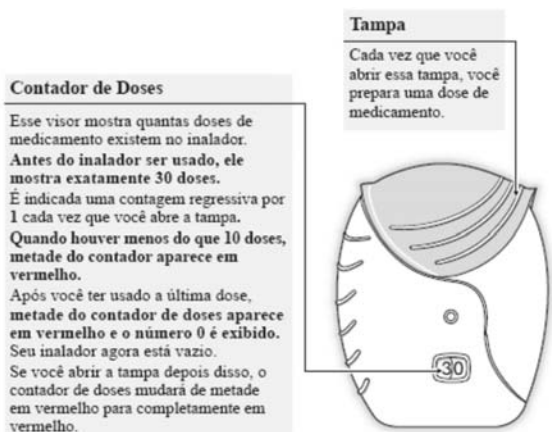 Tampa
Cada vez que você
abrir essa tampa, você
prepara uma dose de
medicamento.
Contador de Doses
Esse visor mostra quantas doses de
medicamento existem no inalador.
Antes do inalador ser usado, ele
mostra exatamente 30 doses.
É indicada uma contagem regressiva por
1 cada vez que você abre a tampa.
Quando houver menos do que 10 doses,
metade do contador aparece em
vermelho.
Após você ter usado a última dose,
metade do contador de doses aparece
em vermelho e o número 0 é exibido.
Seu inalador agora está vazio.
Se você abrir a tampa depois disso, o
contador de doses mudará de metade
em vermelho para completamente em
vermelho.
30